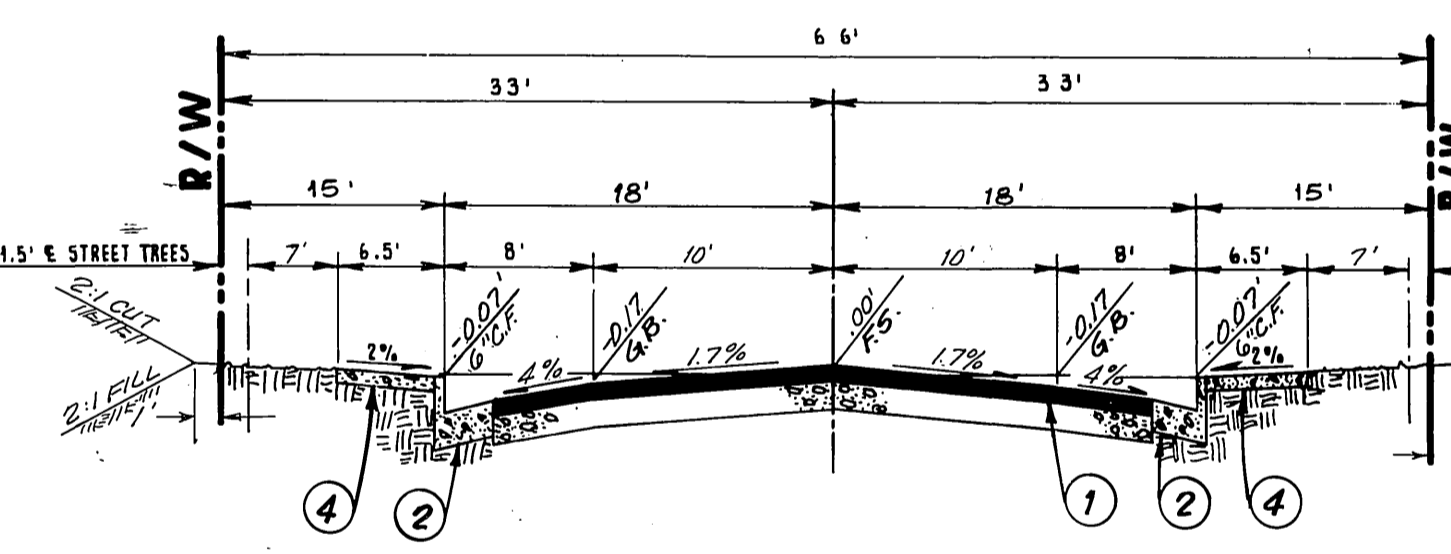 66'
33' 33'
R/W R/W
15' 18' 18' 15'
1.5' ℄ STREET TREES 7' 6.5' 8' 10' 10' 8' 6.5' 7'
2:1 CUT
-0.07' 6" C.F.
-0.17 G.B.
.00' F.S.
-0.17 G.B.
-0.07' 6" C.F.
2% 4% 1.7% 1.7% 4% 2%
2:1 FILL
1'
4 2 1 2 4